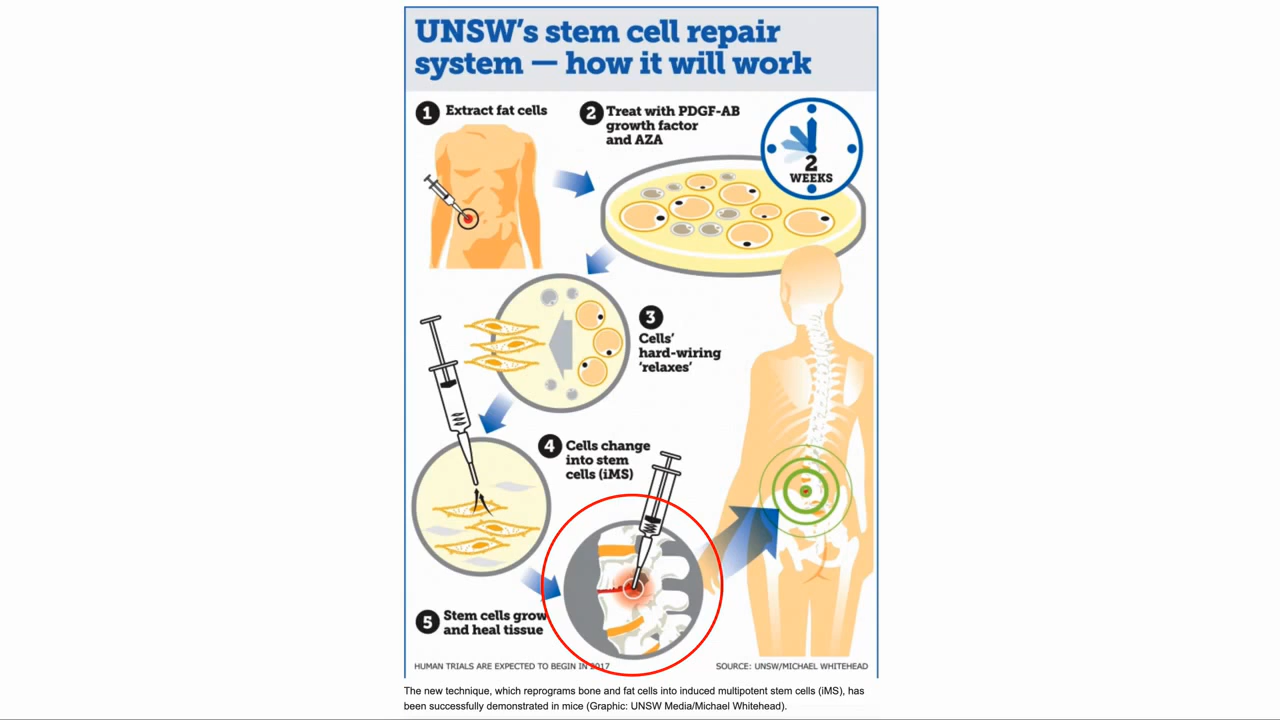 UNSW's stem cell repair
system — how it will work
1 Extract fat cells
2 Treat with PDGF-AB
growth factor
and AZA
2
WEEKS
3
Cells'
hard-wiring
'relaxes'
4 Cells change
into stem
cells (iMS)
5 Stem cells grow
and heal tissue
HUMAN TRIALS ARE EXPECTED TO BEGIN IN 2017
SOURCE: UNSW/MICHAEL WHITEHEAD
The new technique, which reprograms bone and fat cells into induced multipotent stem cells (iMS), has
been successfully demonstrated in mice (Graphic: UNSW Media/Michael Whitehead).